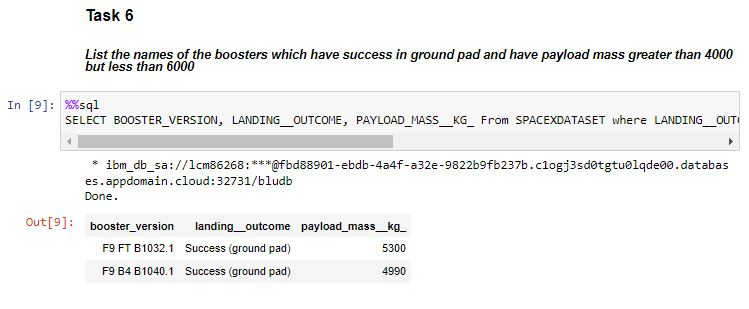 Task 6
List the names of the boosters which have success in ground pad and have payload mass greater than 4000
but less than 6000
In [9]: %%sql
SELECT BOOSTER_VERSION, LANDING__OUTCOME, PAYLOAD_MASS__KG_ From SPACEXDATASET where LANDING__OUTC
* ibm_db_sa://lcm86268:***@fbd88901-ebdb-4a4f-a32e-9822b9fb237b.c1ogj3sd0tgtu0lqde00.databas
es.appdomain.cloud:32731/bludb
Done.
Out[9]: booster_version landing__outcome payload_mass__kg_
F9 FT B1032.1 Success (ground pad) 5300
F9 B4 B1040.1 Success (ground pad) 4990